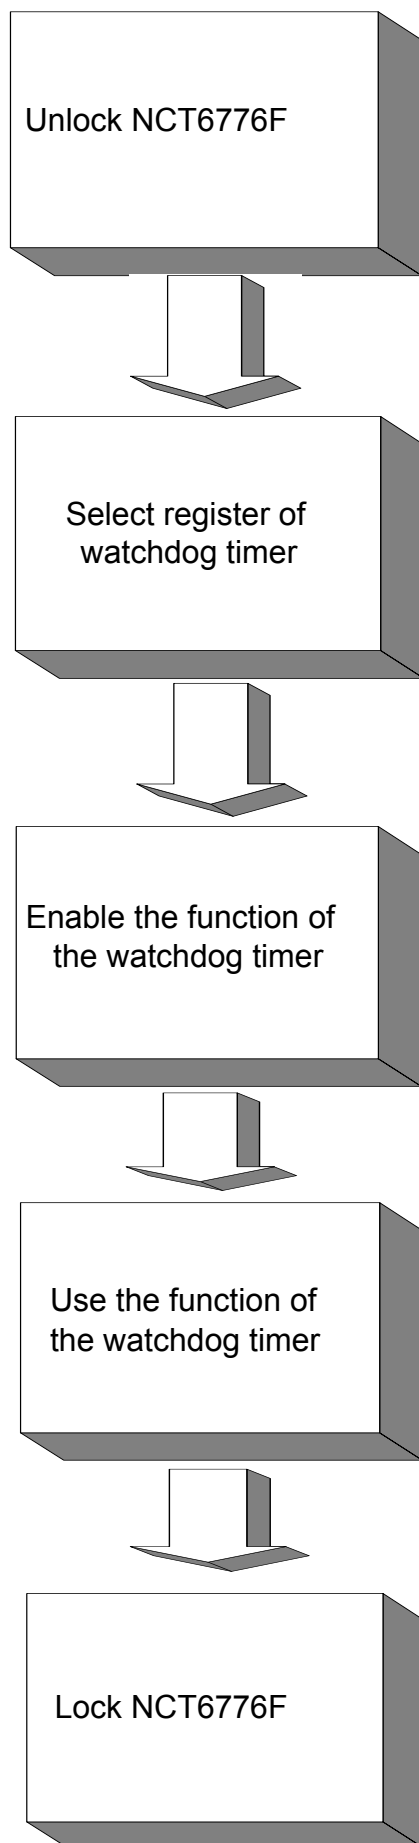 Unlock NCT6776F
Select register of
watchdog timer
Enable the function of
the watchdog timer
Use the function of
the watchdog timer
Lock NCT6776F